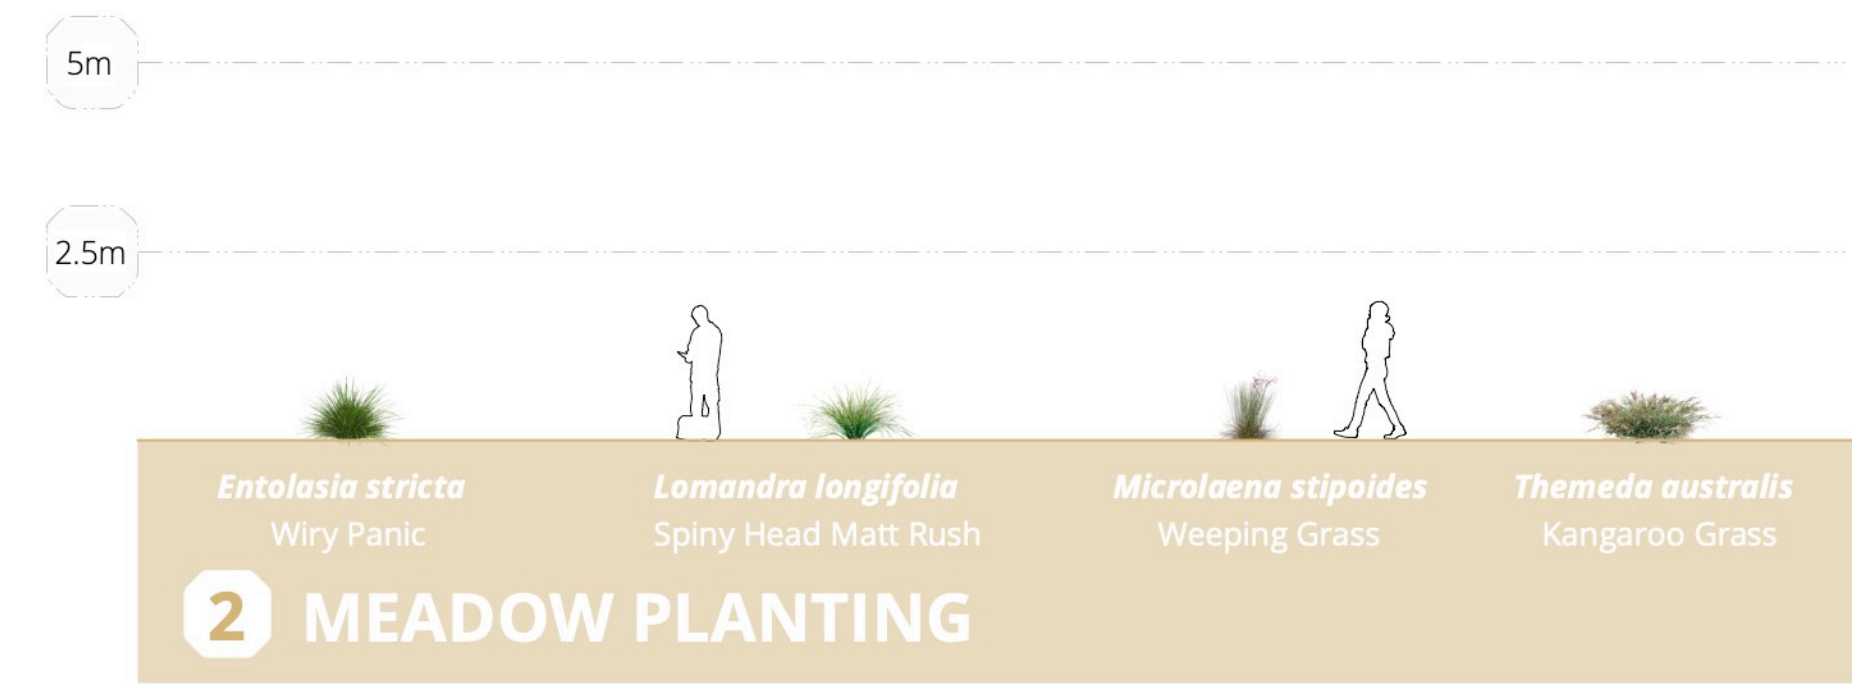 5m
2.5m
Entolasia stricta
Wiry Panic
Lomandra longifolia
Spiny Head Matt Rush
Microlaena stipoides
Weeping Grass
Themeda australis
Kangaroo Grass
2 MEADOW PLANTING